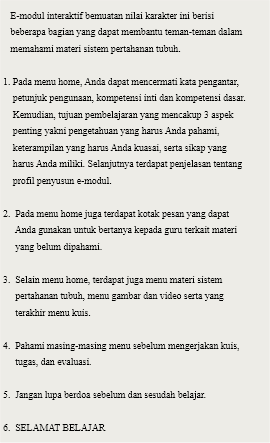 E-modul interaktif bemuatan nilai karakter ini berisi
beberapa bagian yang dapat membantu teman-teman dalam
memahami materi sistem pertahanan tubuh.
1. Pada menu home, Anda dapat mencermati kata pengantar,
petunjuk pengunaan, kompetensi inti dan kompetensi dasar.
Kemudian, tujuan pembelajaran yang mencakup 3 aspek
penting yakni pengetahuan yang harus Anda pahami,
keterampilan yang harus Anda kuasai, serta sikap yang
harus Anda miliki. Selanjutnya terdapat penjelasan tentang
profil penyusun e-modul.
2. Pada menu home juga terdapat kotak pesan yang dapat
Anda gunakan untuk bertanya kepada guru terkait materi
yang belum dipahami.
3. Selain menu home, terdapat juga menu materi sistem
pertahanan tubuh, menu gambar dan video serta yang
terakhir menu kuis.
4. Pahami masing-masing menu sebelum mengerjakan kuis,
tugas, dan evaluasi.
5. Jangan lupa berdoa sebelum dan sesudah belajar.
6. SELAMAT BELAJAR